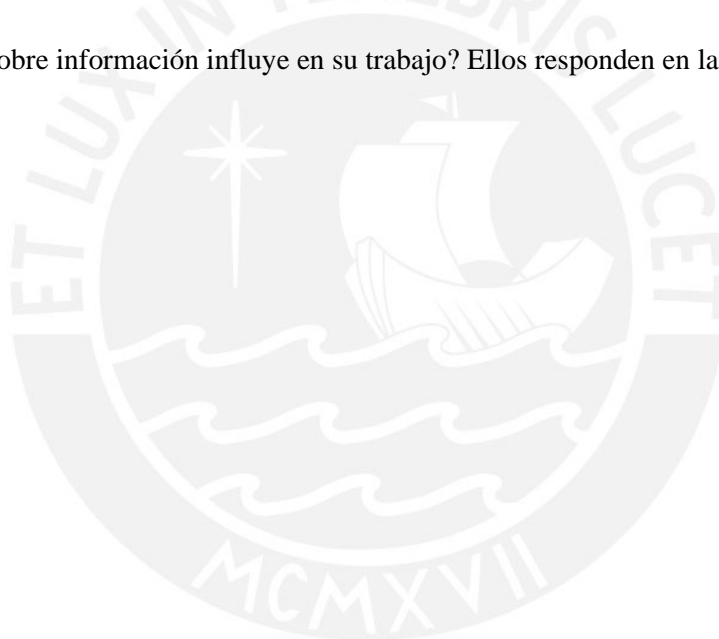 obre información influye en su trabajo? Ellos responden en la
ET LUX IN TENEBRIS LUCET
MCMXVII